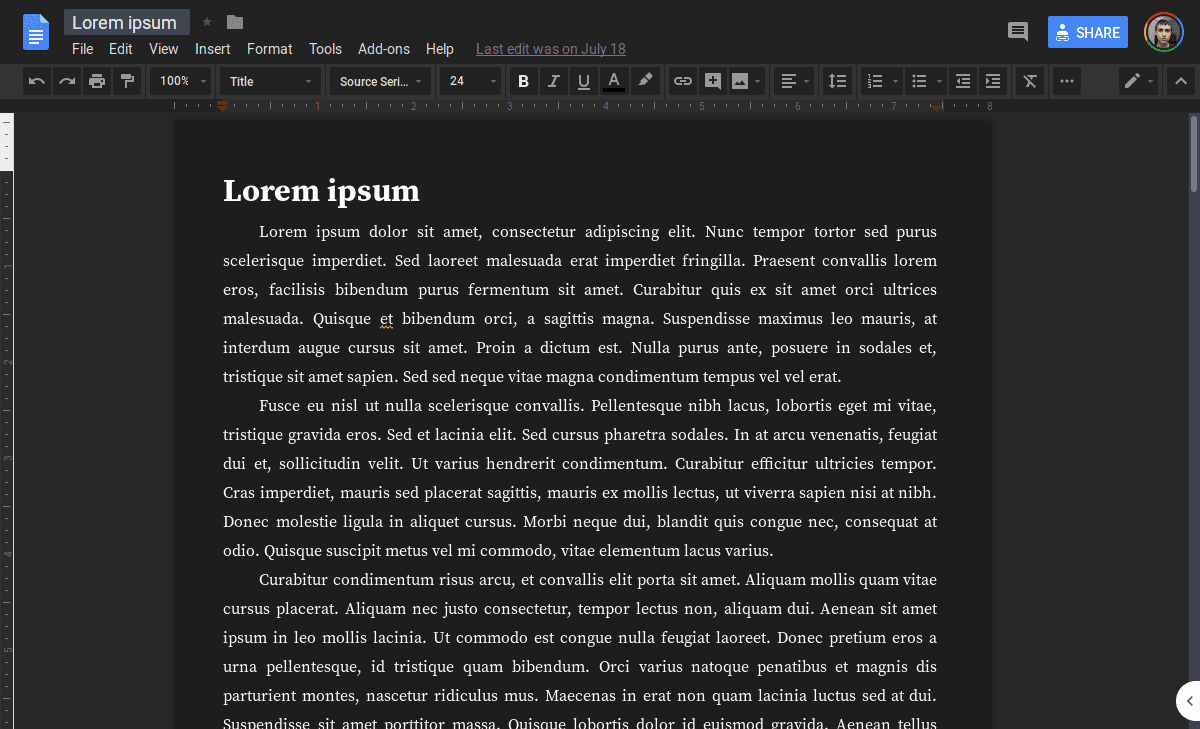 Lorem ipsum
File Edit View Insert Format Tools Add-ons Help Last edit was on July 18
SHARE
100% Title Source Seri... 24 B I U A
1 2 3 4 5 6 7 8
Lorem ipsum
Lorem ipsum dolor sit amet, consectetur adipiscing elit. Nunc tempor tortor sed purus
scelerisque imperdiet. Sed laoreet malesuada erat imperdiet fringilla. Praesent convallis lorem
eros, facilisis bibendum purus fermentum sit amet. Curabitur quis ex sit amet orci ultrices
malesuada. Quisque et bibendum orci, a sagittis magna. Suspendisse maximus leo mauris, at
interdum augue cursus sit amet. Proin a dictum est. Nulla purus ante, posuere in sodales et,
tristique sit amet sapien. Sed sed neque vitae magna condimentum tempus vel vel erat.
Fusce eu nisl ut nulla scelerisque convallis. Pellentesque nibh lacus, lobortis eget mi vitae,
tristique gravida eros. Sed et lacinia elit. Sed cursus pharetra sodales. In at arcu venenatis, feugiat
dui et, sollicitudin velit. Ut varius hendrerit condimentum. Curabitur efficitur ultricies tempor.
Cras imperdiet, mauris sed placerat sagittis, mauris ex mollis lectus, ut viverra sapien nisi at nibh.
Donec molestie ligula in aliquet cursus. Morbi neque dui, blandit quis congue nec, consequat at
odio. Quisque suscipit metus vel mi commodo, vitae elementum lacus varius.
Curabitur condimentum risus arcu, et convallis elit porta sit amet. Aliquam mollis quam vitae
cursus placerat. Aliquam nec justo consectetur, tempor lectus non, aliquam dui. Aenean sit amet
ipsum in leo mollis lacinia. Ut commodo est congue nulla feugiat laoreet. Donec pretium eros a
urna pellentesque, id tristique quam bibendum. Orci varius natoque penatibus et magnis dis
parturient montes, nascetur ridiculus mus. Maecenas in erat non quam lacinia luctus sed at dui.
Suspendisse sit amet porttitor massa. Quisque lobortis dolor id euismod gravida. Aenean tellus
1
2
3
4
5